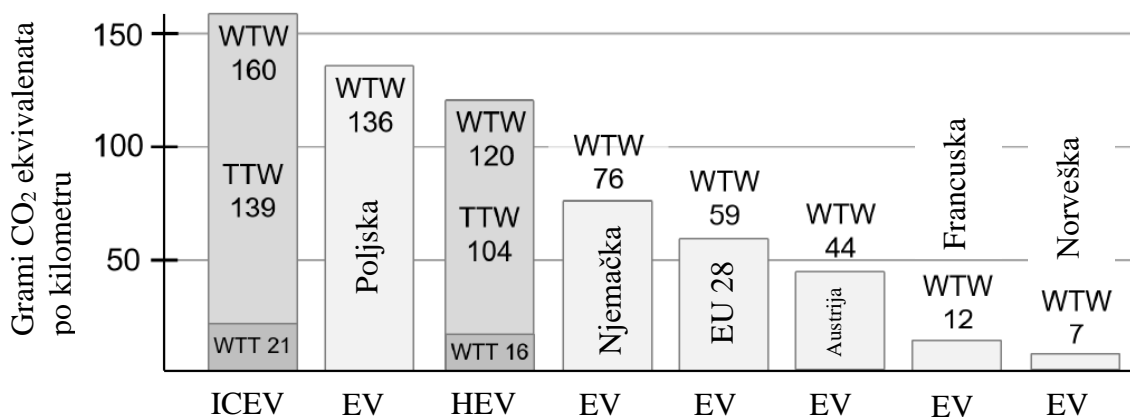 Grami CO₂ ekvivalenata
po kilometru
150
100
50
WTW
160
TTW
139
WTT 21
ICEV
WTW
136
Poljska
EV
WTW
120
TTW
104
WTT 16
HEV
WTW
76
Njemačka
EV
WTW
59
EU 28
EV
WTW
44
Austrija
EV
Francuska
WTW
12
EV
Norveška
WTW
7
EV